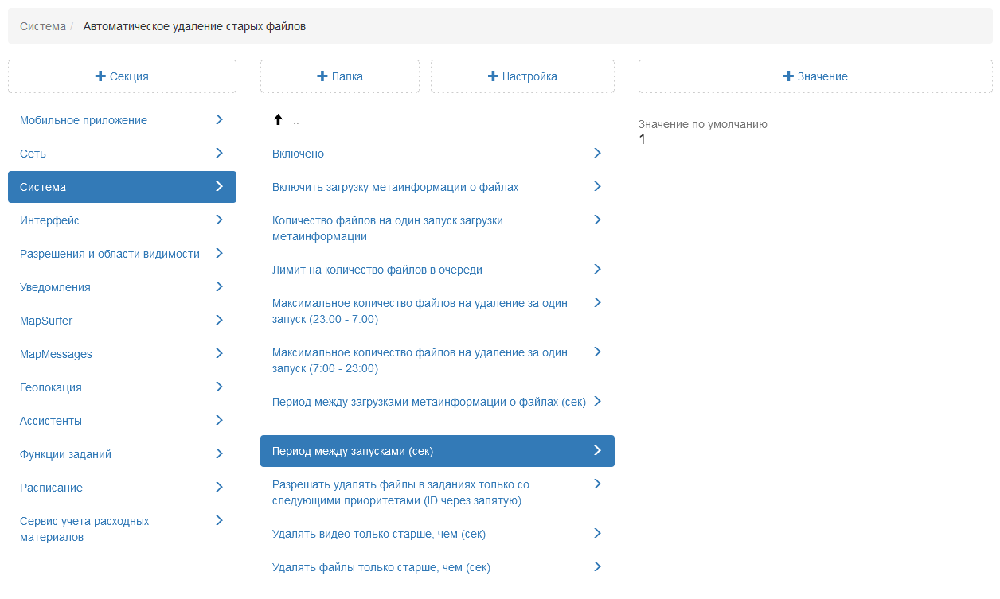 Система / Автоматическое удаление старых файлов
Секция
Папка
Настройка
Значение
Мобильное приложение
Сеть
Система
Интерфейс
Разрешения и области видимости
Уведомления
MapSurfer
MapMessages
Геолокация
Ассистенты
Функции заданий
Расписание
Сервис учета расходных
материалов
..
Включено
Включить загрузку метаинформации о файлах
Количество файлов на один запуск загрузки
метаинформации
Лимит на количество файлов в очереди
Максимальное количество файлов на удаление за один
запуск (23:00 - 7:00)
Максимальное количество файлов на удаление за один
запуск (7:00 - 23:00)
Период между загрузками метаинформации о файлах (сек)
Период между запусками (сек)
Разрешать удалять файлы в заданиях только со
следующими приоритетами (ID через запятую)
Удалять видео только старше, чем (сек)
Удалять файлы только старше, чем (сек)
Значение по умолчанию
1